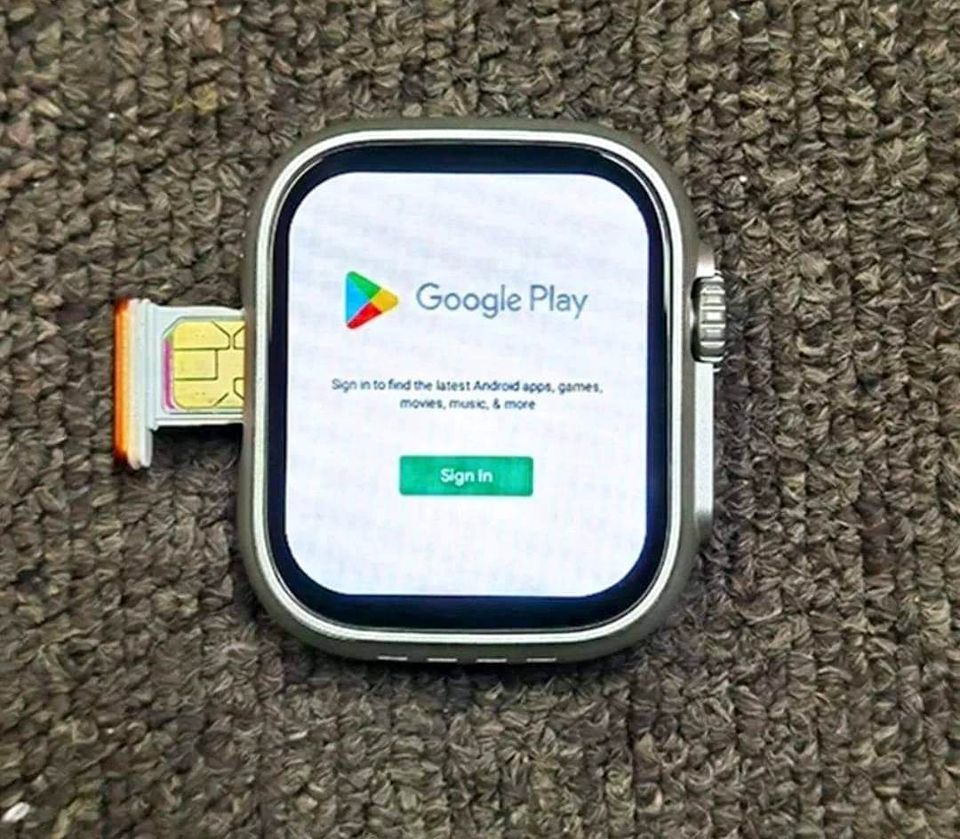 Google Play
Sign in to find the latest Android apps, games,
movies, music, & more
Sign In